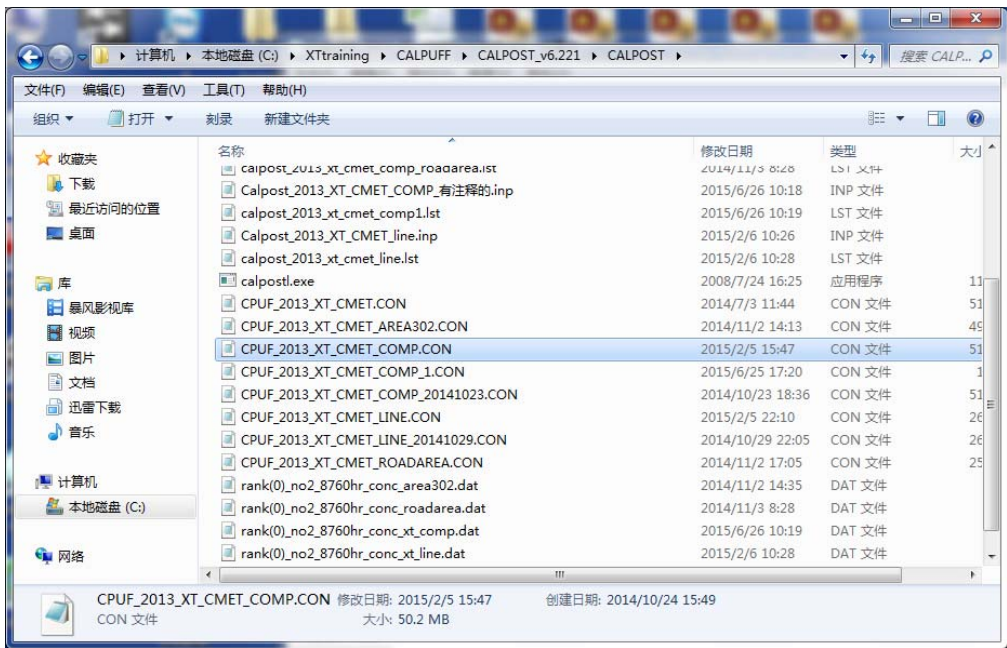 计算机 ▸ 本地磁盘 (C:) ▸ XTtraining ▸ CALPUFF ▸ CALPOST_v6.221 ▸ CALPOST ▸
搜索 CALP...
文件(F) 编辑(E) 查看(V) 工具(T) 帮助(H)
组织 打开 刻录 新建文件夹
收藏夹
下载
最近访问的位置
桌面
库
暴风影视库
视频
图片
文档
迅雷下载
音乐
计算机
本地磁盘 (C:)
网络
名称 修改日期 类型 大小
calpost_2013_xt_cmet_comp_roadarea.lst 2014/11/3 8:28 LST 文件
Calpost_2013_XT_CMET_COMP_有注释的.inp 2015/6/26 10:18 INP 文件
calpost_2013_xt_cmet_comp1.lst 2015/6/26 10:19 LST 文件
Calpost_2013_XT_CMET_line.inp 2015/2/6 10:26 INP 文件
calpost_2013_xt_cmet_line.lst 2015/2/6 10:28 LST 文件
calpostl.exe 2008/7/24 16:25 应用程序 11
CPUF_2013_XT_CMET.CON 2014/7/3 11:44 CON 文件 51
CPUF_2013_XT_CMET_AREA302.CON 2014/11/2 14:13 CON 文件 49
CPUF_2013_XT_CMET_COMP.CON 2015/2/5 15:47 CON 文件 51
CPUF_2013_XT_CMET_COMP_1.CON 2015/6/25 17:20 CON 文件 1
CPUF_2013_XT_CMET_COMP_20141023.CON 2014/10/23 18:36 CON 文件 51
CPUF_2013_XT_CMET_LINE.CON 2015/2/5 22:10 CON 文件 26
CPUF_2013_XT_CMET_LINE_20141029.CON 2014/10/29 22:05 CON 文件 26
CPUF_2013_XT_CMET_ROADAREA.CON 2014/11/2 17:05 CON 文件 25
rank(0)_no2_8760hr_conc_area302.dat 2014/11/2 14:35 DAT 文件
rank(0)_no2_8760hr_conc_roadarea.dat 2014/11/3 8:28 DAT 文件
rank(0)_no2_8760hr_conc_xt_comp.dat 2015/6/26 10:19 DAT 文件
rank(0)_no2_8760hr_conc_xt_line.dat 2015/2/6 10:28 DAT 文件
CPUF_2013_XT_CMET_COMP.CON 修改日期: 2015/2/5 15:47 创建日期: 2014/10/24 15:49
CON 文件 大小: 50.2 MB